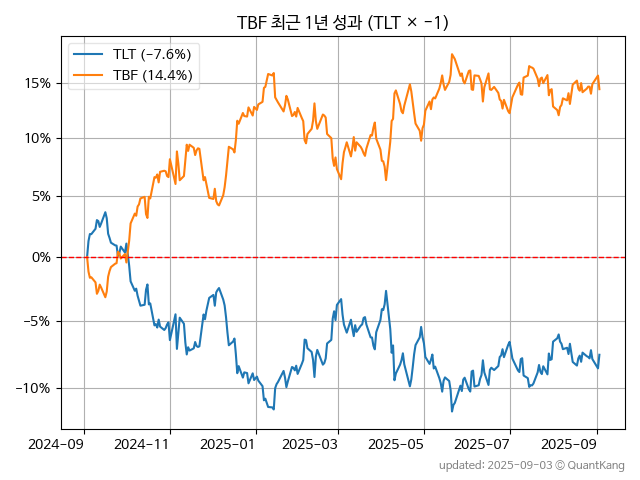 TBF 최근 1년 성과 (TLT × −1)
TLT (−7.6%)
TBF (14.4%)
15%
10%
5%
0%
−5%
−10%
2024-09 2024-11 2025-01 2025-03 2025-05 2025-07 2025-09
updated: 2025-09-03 © QuantKang